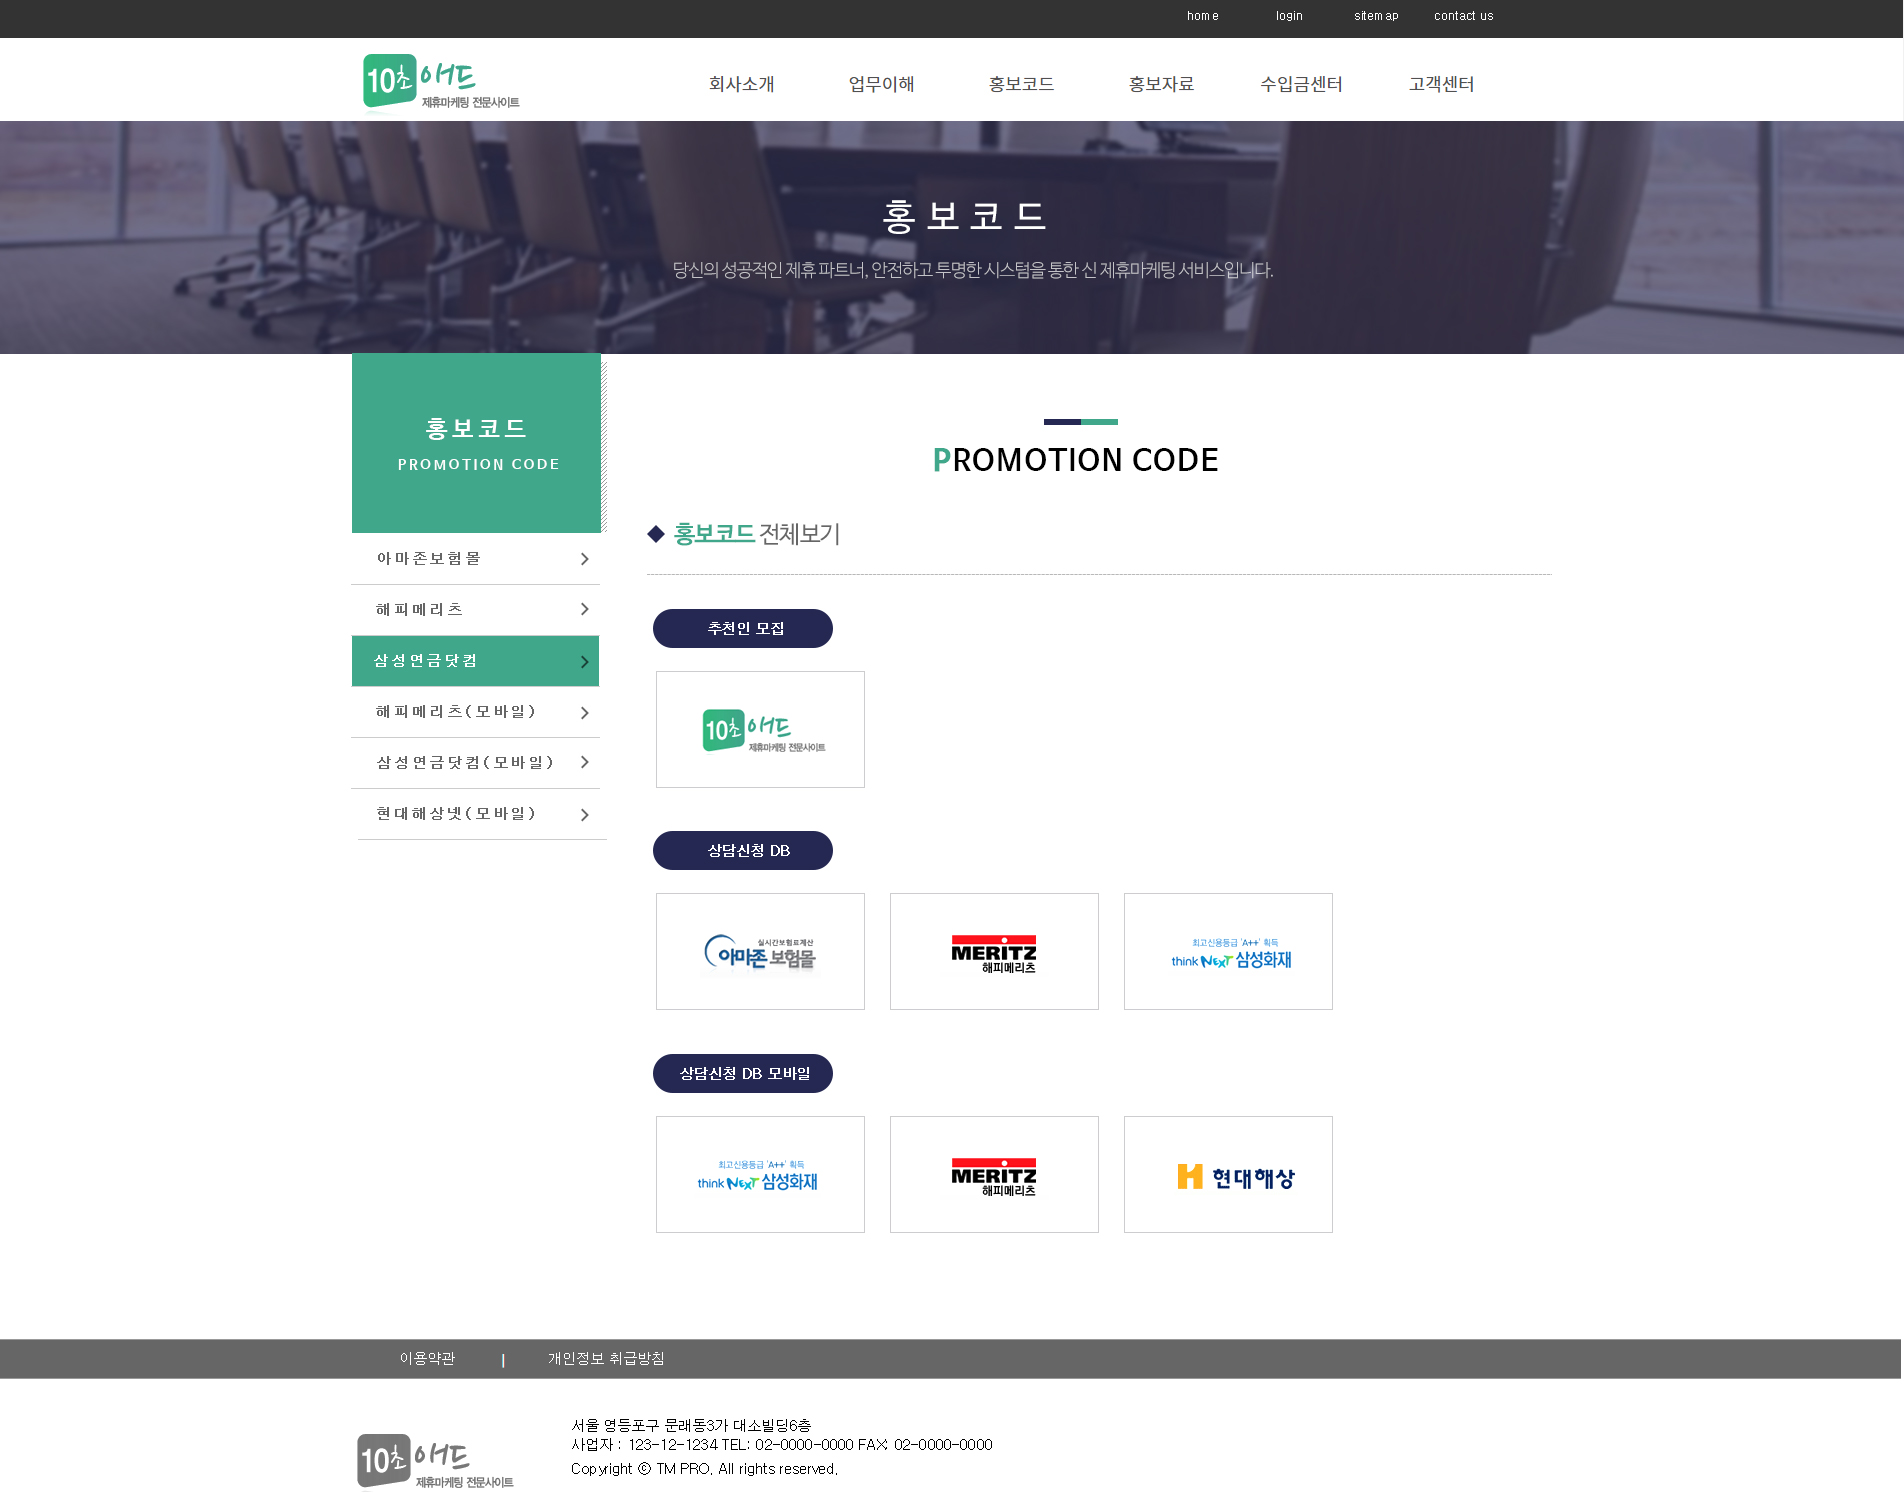 home login sitemap contact us
10초애드
제휴마케팅 전문사이트
회사소개 업무이해 홍보코드 홍보자료 수입금센터 고객센터
홍보코드
당신의 성공적인 제휴 파트너, 안전하고 투명한 시스템을 통한 신 제휴마케팅 서비스입니다.
홍보코드
PROMOTION CODE
아마존보험몰
해피메리츠
삼성연금닷컴
해피메리츠(모바일)
삼성연금닷컴(모바일)
현대해상넷(모바일)
PROMOTION CODE
홍보코드 전체보기
추천인 모집
10초애드
제휴마케팅 전문사이트
상담신청 DB
실시간보험료계산
아마존 보험몰
MERITZ
해피메리츠
최고신용등급 'A++' 획득
think NEXT 삼성화재
상담신청 DB 모바일
최고신용등급 'A++' 획득
think NEXT 삼성화재
MERITZ
해피메리츠
현대해상
이용약관 | 개인정보 취급방침
10초애드
제휴마케팅 전문사이트
서울 영등포구 문래동3가 대소빌딩6층
사업자 : 123-12-1234 TEL: 02-0000-0000 FAX: 02-0000-0000
Copyright ⓒ TM PRO. All rights reserved.